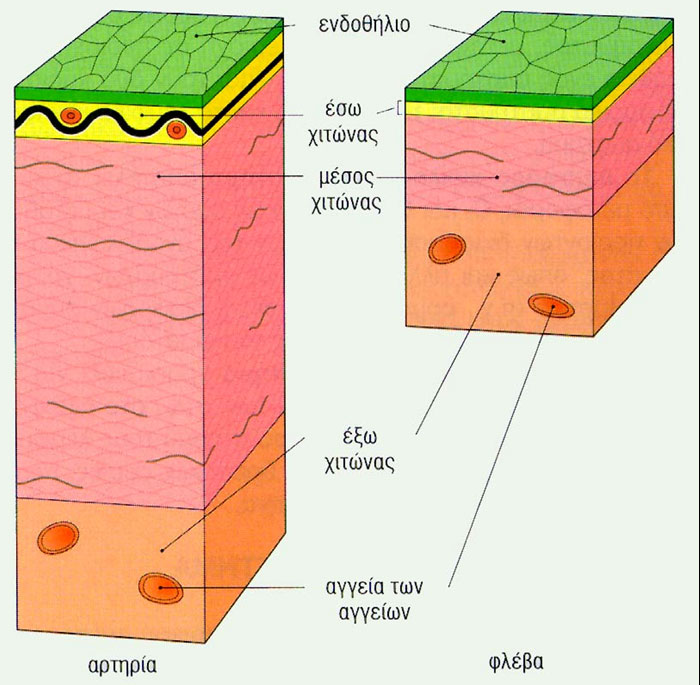 ενδοθήλιο
έσω
χιτώνας
μέσος
χιτώνας
έξω
χιτώνας
αγγεία των
αγγείων
αρτηρία
φλέβα